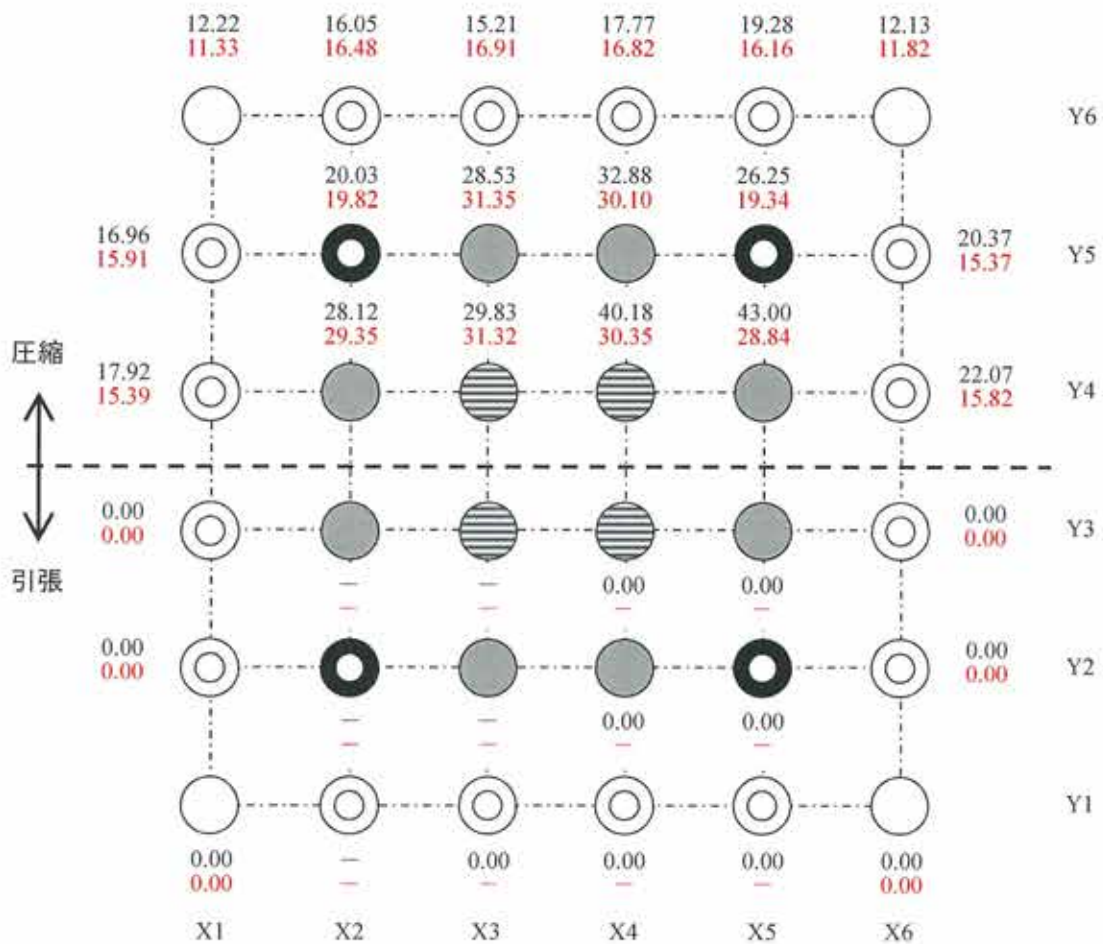 12.22 16.05 15.21 17.77 19.28 12.13
11.33 16.48 16.91 16.82 16.16 11.82
Y6
20.03 28.53 32.88 26.25
19.82 31.35 30.10 19.34
16.96 20.37
15.91 15.37
Y5
28.12 29.83 40.18 43.00
29.35 31.32 30.35 28.84
圧縮
17.92 22.07
15.39 15.82
Y4
0.00 0.00
0.00 0.00
Y3
引張
— — 0.00 0.00
— — — —
0.00 0.00
0.00 0.00
Y2
— — 0.00 0.00
— — — —
Y1
0.00 — 0.00 0.00 0.00 0.00
0.00 — — — — 0.00
X1 X2 X3 X4 X5 X6